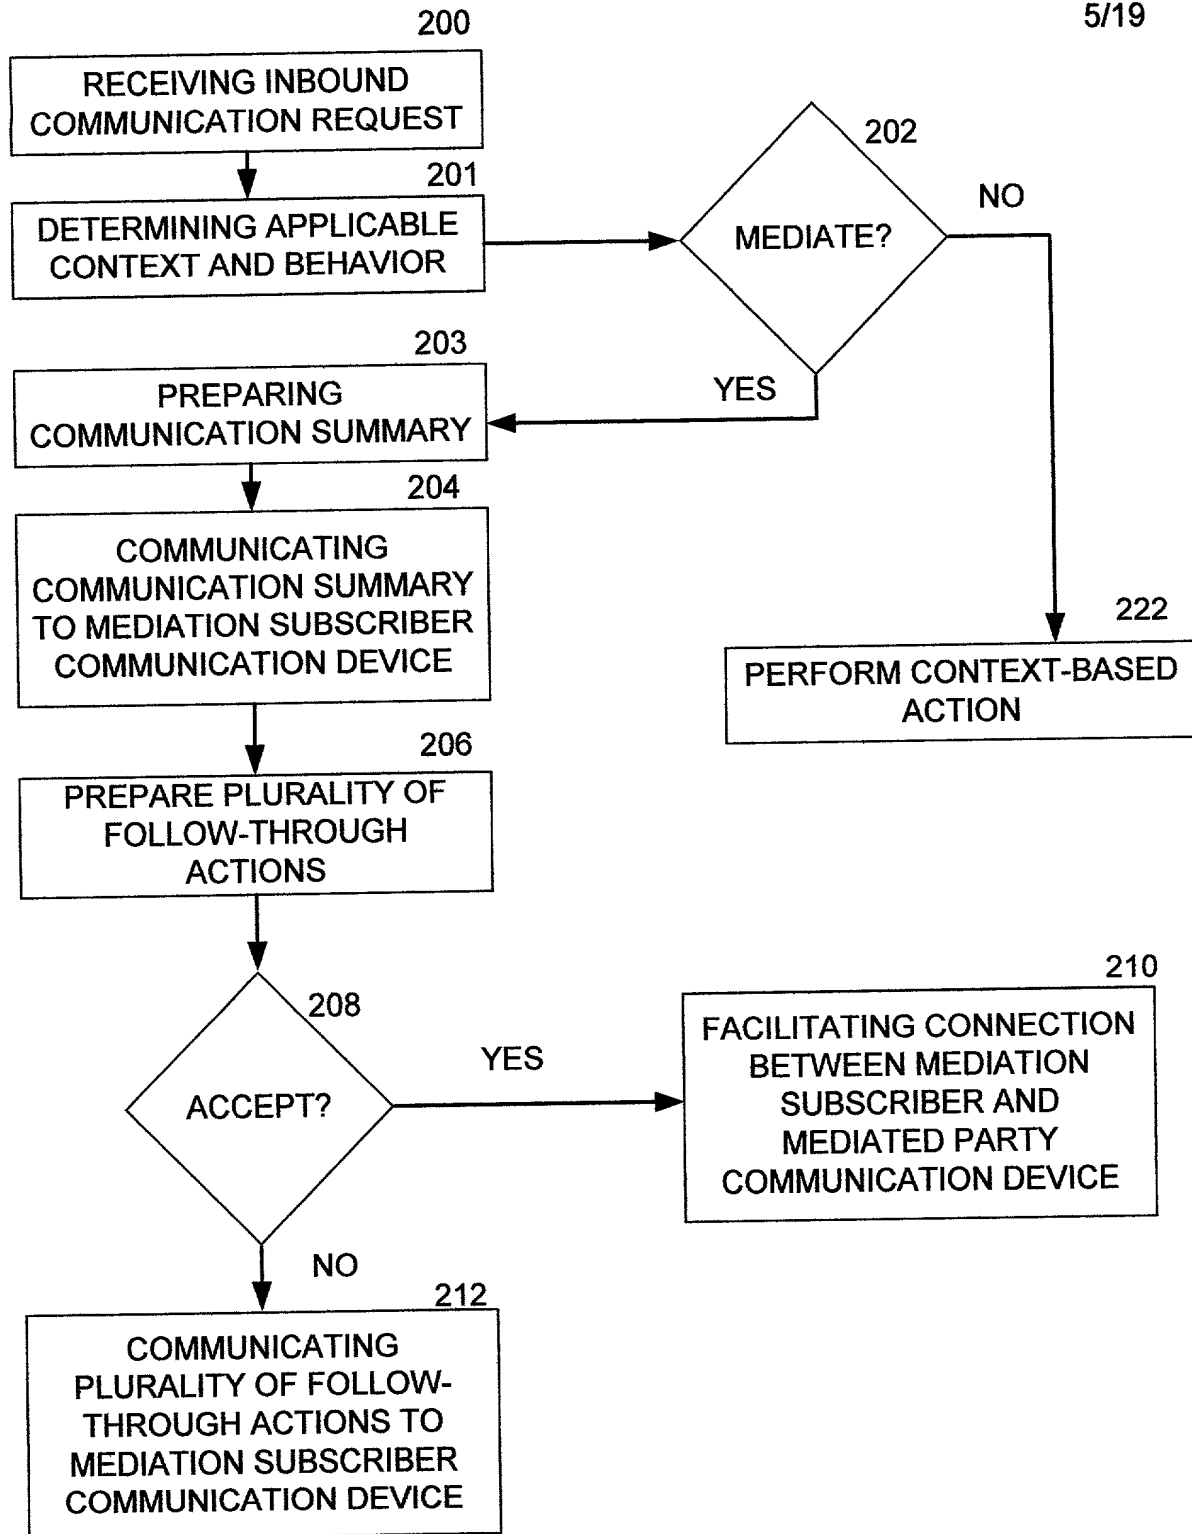 5/19
200
RECEIVING INBOUND
COMMUNICATION REQUEST
201
DETERMINING APPLICABLE
CONTEXT AND BEHAVIOR
202
MEDIATE?
NO
YES
203
PREPARING
COMMUNICATION SUMMARY
204
COMMUNICATING
COMMUNICATION SUMMARY
TO MEDIATION SUBSCRIBER
COMMUNICATION DEVICE
222
PERFORM CONTEXT-BASED
ACTION
206
PREPARE PLURALITY OF
FOLLOW-THROUGH
ACTIONS
208
ACCEPT?
YES
210
FACILITATING CONNECTION
BETWEEN MEDIATION
SUBSCRIBER AND
MEDIATED PARTY
COMMUNICATION DEVICE
NO
212
COMMUNICATING
PLURALITY OF FOLLOW-
THROUGH ACTIONS TO
MEDIATION SUBSCRIBER
COMMUNICATION DEVICE